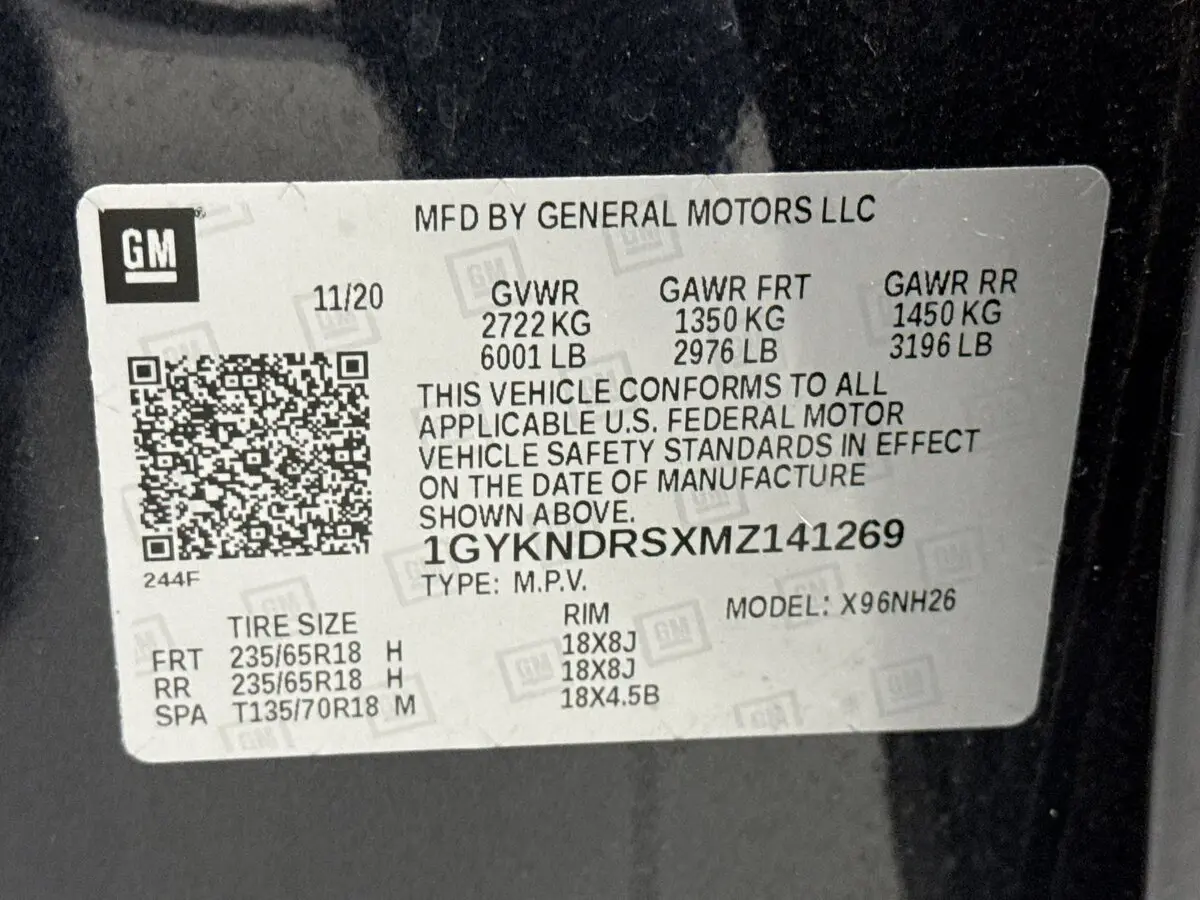 GM
MFD BY GENERAL MOTORS LLC
11/20
GVWR GAWR FRT GAWR RR
2722 KG 1350 KG 1450 KG
6001 LB 2976 LB 3196 LB
THIS VEHICLE CONFORMS TO ALL
APPLICABLE U.S. FEDERAL MOTOR
VEHICLE SAFETY STANDARDS IN EFFECT
ON THE DATE OF MANUFACTURE
SHOWN ABOVE.
1GYKNDRSXMZ141269
244F
TYPE: M.P.V.
MODEL: X96NH26
TIRE SIZE RIM
FRT 235/65R18 H 18X8J
RR 235/65R18 H 18X8J
SPA T135/70R18 M 18X4.5B